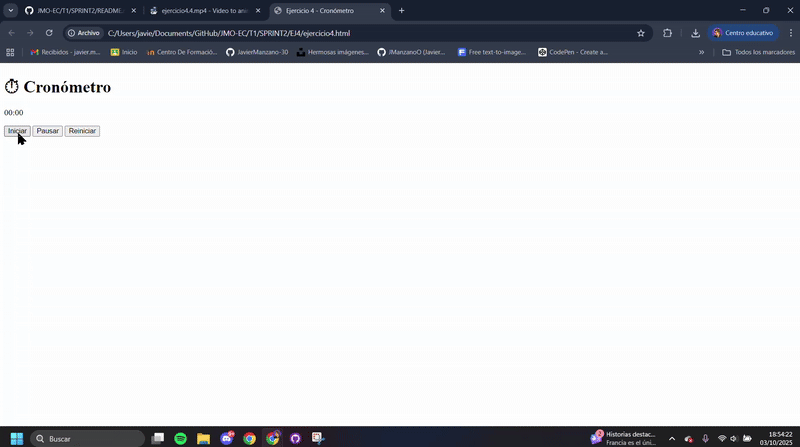 JMO-EC/T1/SPRINT2/README...
ejercicio4.4.mp4 - Video to ani
Ejercicio 4 - Cronómetro
Archivo
C:/Users/javie/Documents/GitHub/JMO-EC/T1/SPRINT2/EJ4/ejercicio4.html
Centro educativo
Recibidos - javier.m...
Inicio
Centro De Formació...
JavierManzano-30
Hermosas imágenes...
JManzanoO (Javier...
Free text-to-image...
CodePen - Create a...
Todos los marcadores
Cronómetro
00:00
Iniciar
Pausar
Reiniciar
Buscar
Historias destac...
Francia es el úni...
18:54:22
03/10/2025